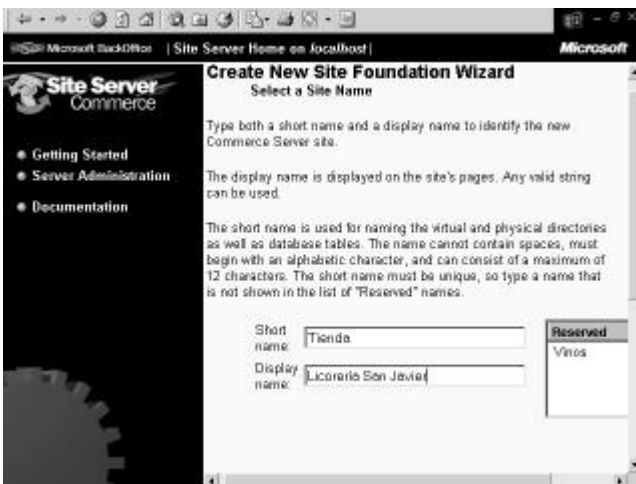 Microsoft BackOffice | Site Server Home on localhost | Microsoft
Site Server
Commerce
Getting Started
Server Administration
Documentation
Create New Site Foundation Wizard
Select a Site Name
Type both a short name and a display name to identify the new
Commerce Server site.
The display name is displayed on the site's pages. Any valid string
can be used.
The short name is used for naming the virtual and physical directories
as well as database tables. The name cannot contain spaces, must
begin with an alphabetic character, and can consist of a maximum of
12 characters. The short name must be unique, so type a name that
is not shown in the list of "Reserved" names.
Short
name:
Tienda
Display
name:
Licoreria San Javier
Reserved
Vinos